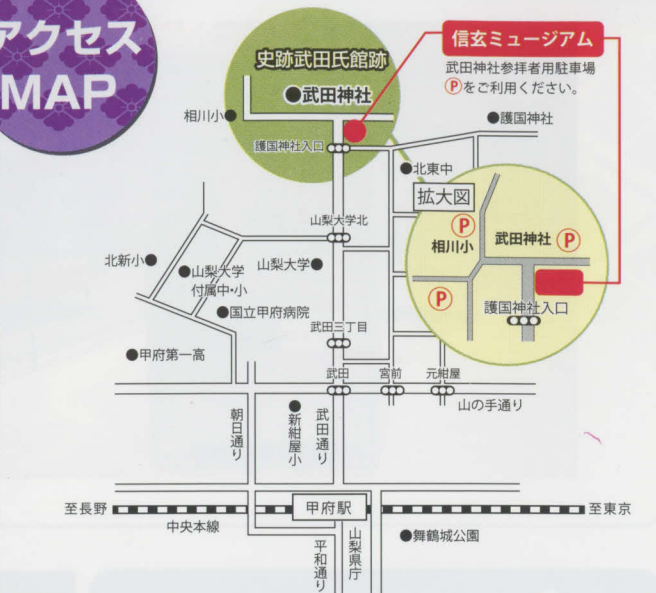 アクセス
MAP
信玄ミュージアム
武田神社参拝者用駐車場
Ⓟをご利用ください。
史跡武田氏館跡
●武田神社
相川小●
護国神社入口
●護国神社
●北東中
拡大図
Ⓟ
相川小
武田神社 Ⓟ
Ⓟ
護国神社入口
山梨大学北
北新小●
●山梨大学
付属中・小
山梨大学●
●国立甲府病院
武田三丁目
●甲府第一高
武田
宮前
元紺屋
山の手通り
朝日通り
●新紺屋小
武田通り
至長野
甲府駅
至東京
中央本線
平和通り
山梨県庁
●舞鶴城公園